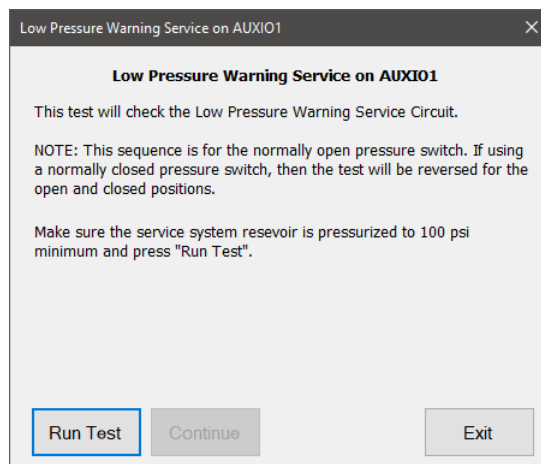 Low Pressure Warning Service on AUXIO1
Low Pressure Warning Service on AUXIO1
This test will check the Low Pressure Warning Service Circuit.
NOTE: This sequence is for the normally open pressure switch. If using
a normally closed pressure switch, then the test will be reversed for the
open and closed positions.
Make sure the service system resevoir is pressurized to 100 psi
minimum and press "Run Test".
Run Test
Continue
Exit